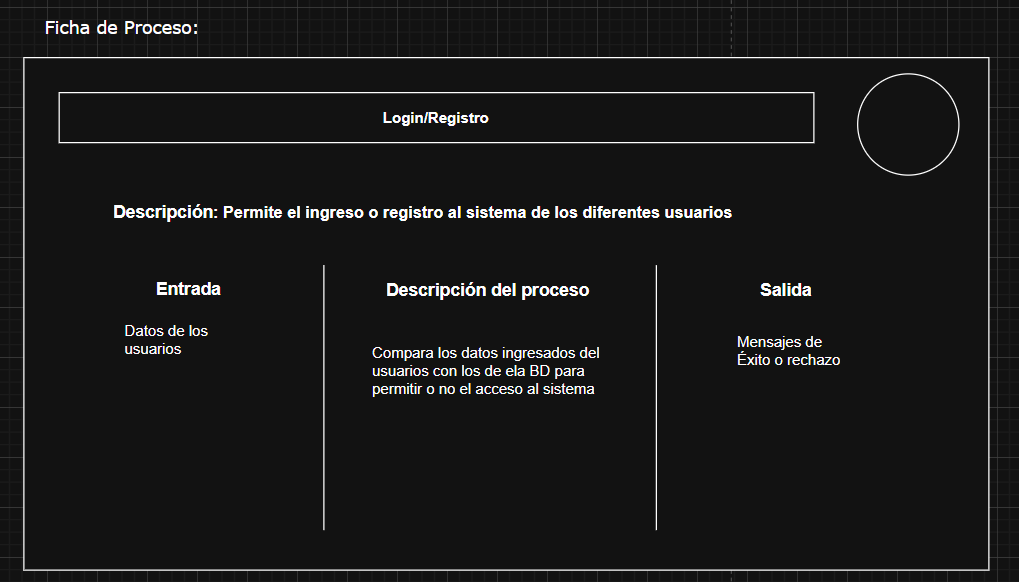 Ficha de Proceso:
Login/Registro
Descripción: Permite el ingreso o registro al sistema de los diferentes usuarios
Entrada
Datos de los
usuarios
Descripción del proceso
Compara los datos ingresados del
usuarios con los de ela BD para
permitir o no el acceso al sistema
Salida
Mensajes de
Éxito o rechazo